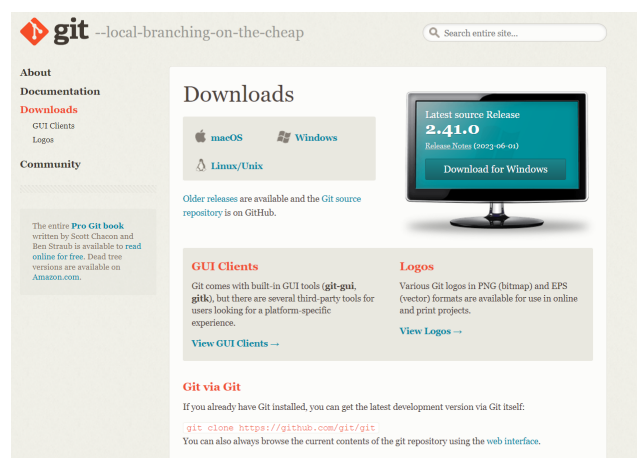 git --local-branching-on-the-cheap
Search entire site...
About
Documentation
Downloads
GUI Clients
Logos
Community
The entire Pro Git book
written by Scott Chacon and
Ben Straub is available to read
online for free. Dead tree
versions are available on
Amazon.com.
Downloads
macOS
Windows
Linux/Unix
Older releases are available and the Git source
repository is on GitHub.
Latest source Release
2.41.0
Release Notes (2023-06-01)
Download for Windows
GUI Clients
Git comes with built-in GUI tools (git-gui,
gitk), but there are several third-party tools for
users looking for a platform-specific
experience.
View GUI Clients →
Logos
Various Git logos in PNG (bitmap) and EPS
(vector) formats are available for use in online
and print projects.
View Logos →
Git via Git
If you already have Git installed, you can get the latest development version via Git itself:
git clone https://github.com/git/git
You can also always browse the current contents of the git repository using the web interface.